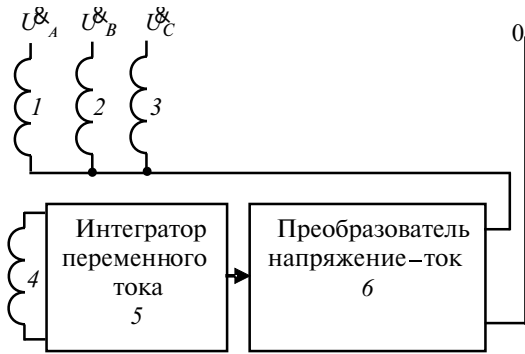 U&A U&B U&C 0
1 2 3
4
Интегратор
переменного
тока
5
Преобразователь
напряжение–ток
6